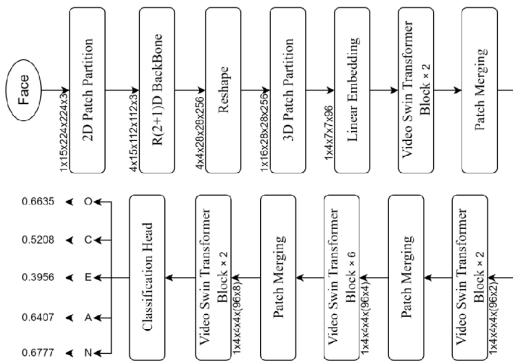 Face
1x15x224x224x3
2D Patch Partition
4x15x112x112x3
R(2+1)D BackBone
4x4x28x28x256
Reshape
1x16x28x28x256
3D Patch Partition
Linear Embedding
1x4x7x7x96
Video Swin Transformer
Block × 2
Patch Merging
Video Swin Transformer
Block × 2
1x4x4x4x(96x2)
Patch Merging
1x4x4x4x(96x4)
Video Swin Transformer
Block × 6
Patch Merging
1x4x4x4x(96x8)
Video Swin Transformer
Block × 2
Classification Head
O 0.6635
C 0.5208
E 0.3956
A 0.6407
N 0.6777